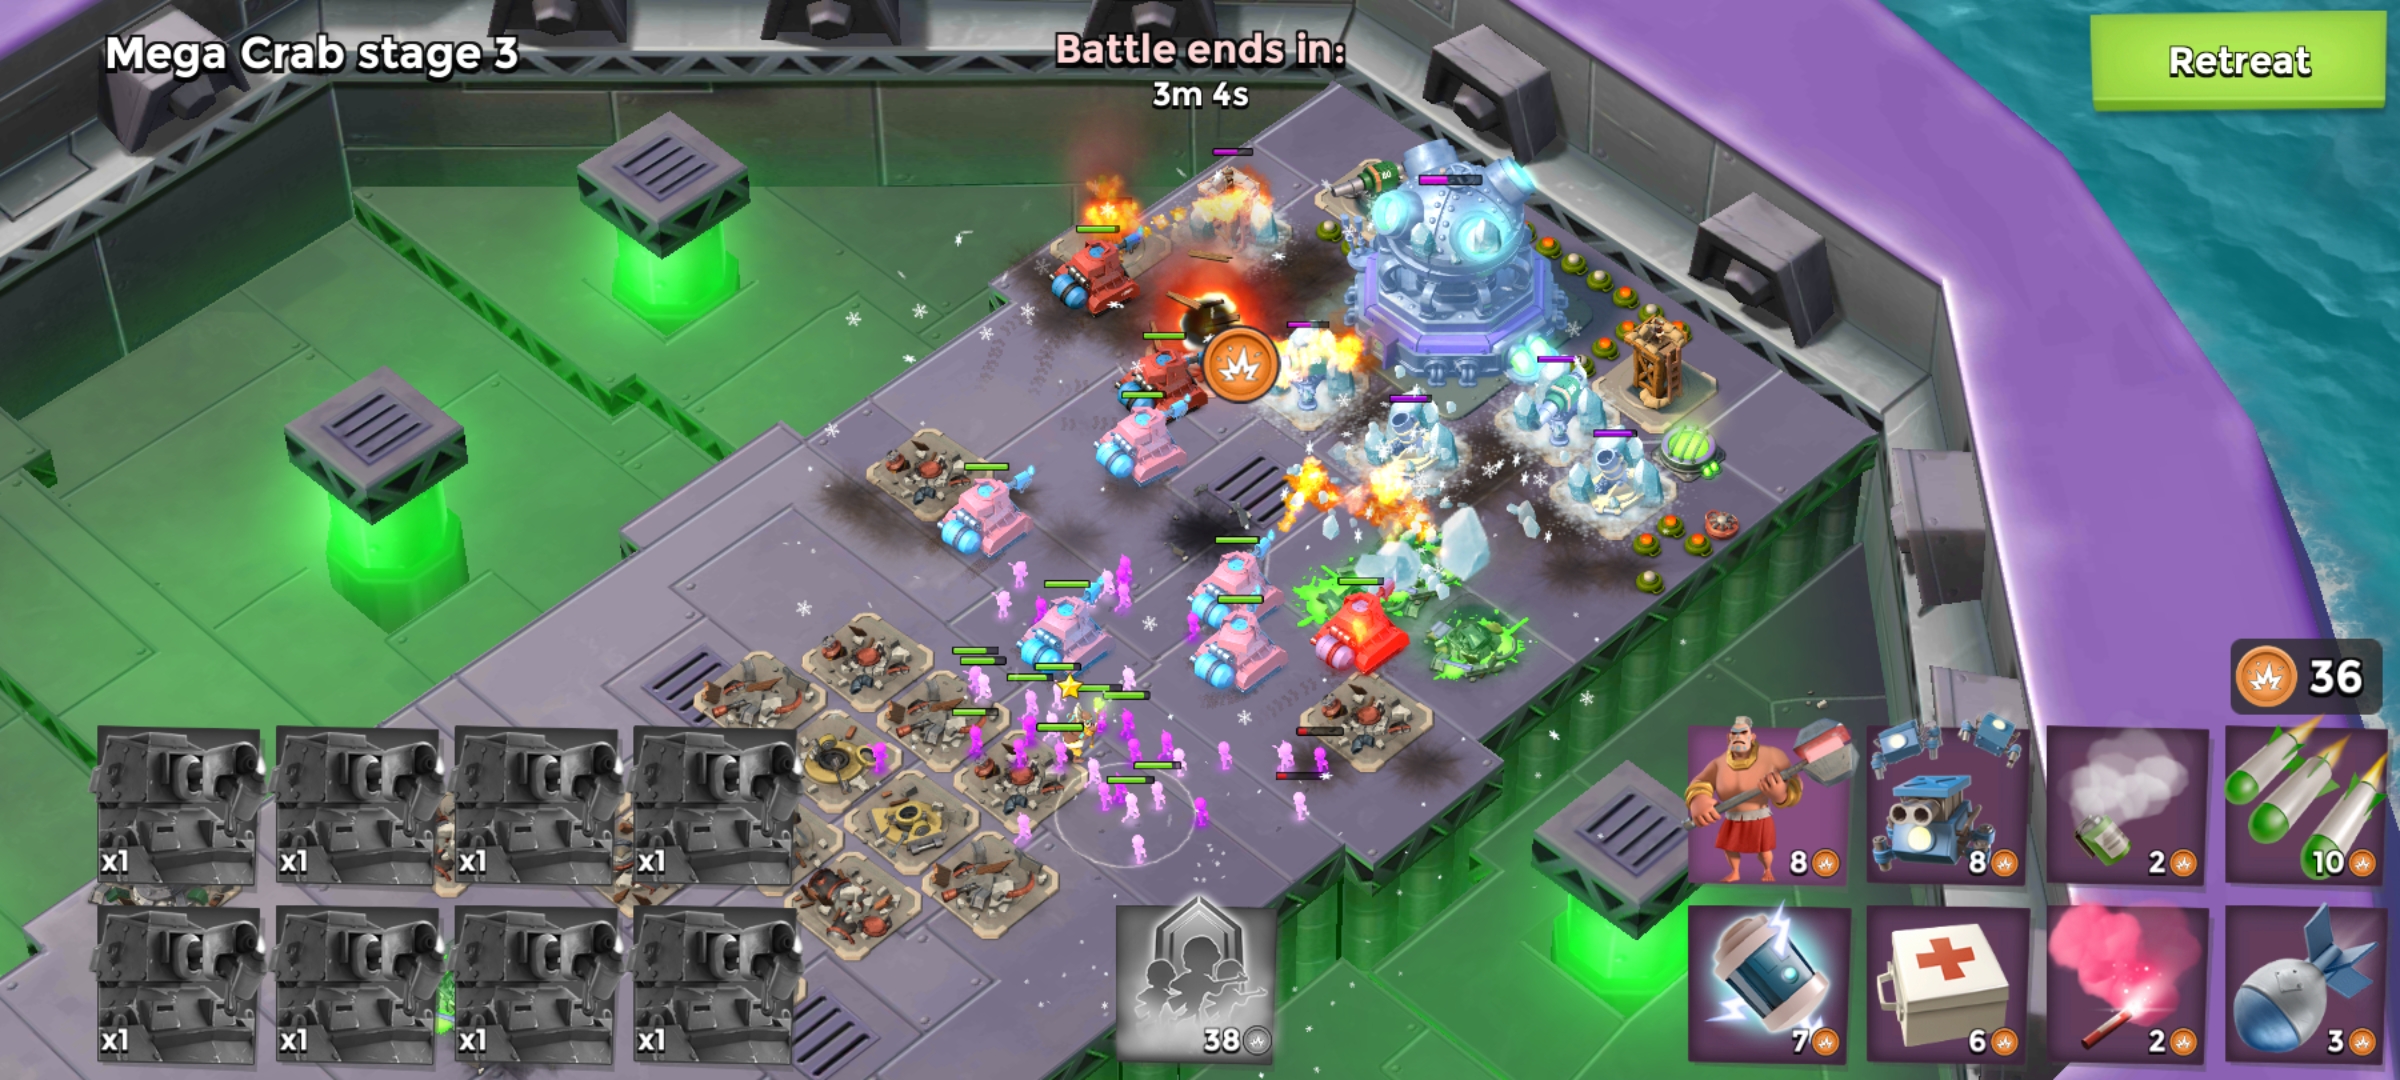 Mega Crab stage 3
Battle ends in:
3m 4s
Retreat
36
x1
x1
x1
x1
8
8
2
10
x1
x1
x1
x1
38
7
6
2
3